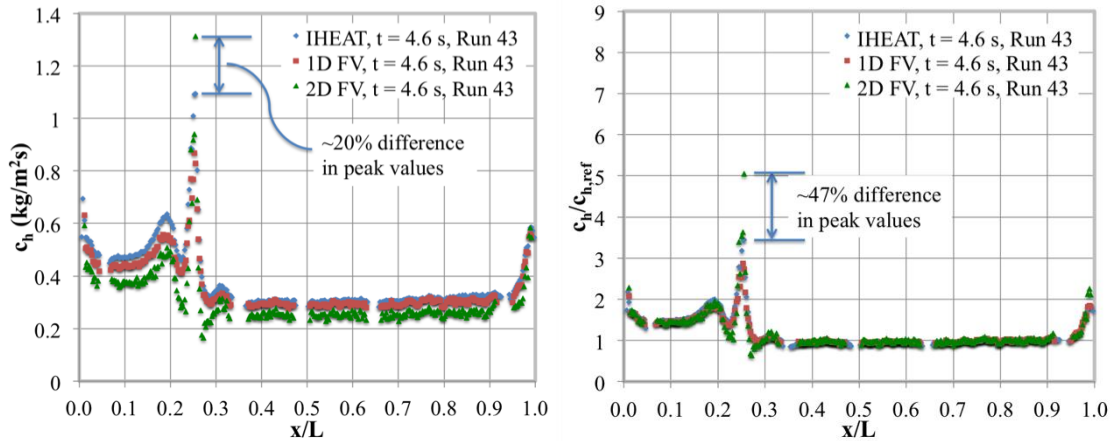 1.4
1.2
1
0.8
0.6
0.4
0.2
0
c_h (kg/m²s)
IHEAT, t = 4.6 s, Run 43
1D FV, t = 4.6 s, Run 43
2D FV, t = 4.6 s, Run 43
~20% difference
in peak values
0.0 0.1 0.2 0.3 0.4 0.5 0.6 0.7 0.8 0.9 1.0
x/L
9
8
7
6
5
4
3
2
1
0
c_h/c_h,ref
IHEAT, t = 4.6 s, Run 43
1D FV, t = 4.6 s, Run 43
2D FV, t = 4.6 s, Run 43
~47% difference
in peak values
0.0 0.1 0.2 0.3 0.4 0.5 0.6 0.7 0.8 0.9 1.0
x/L